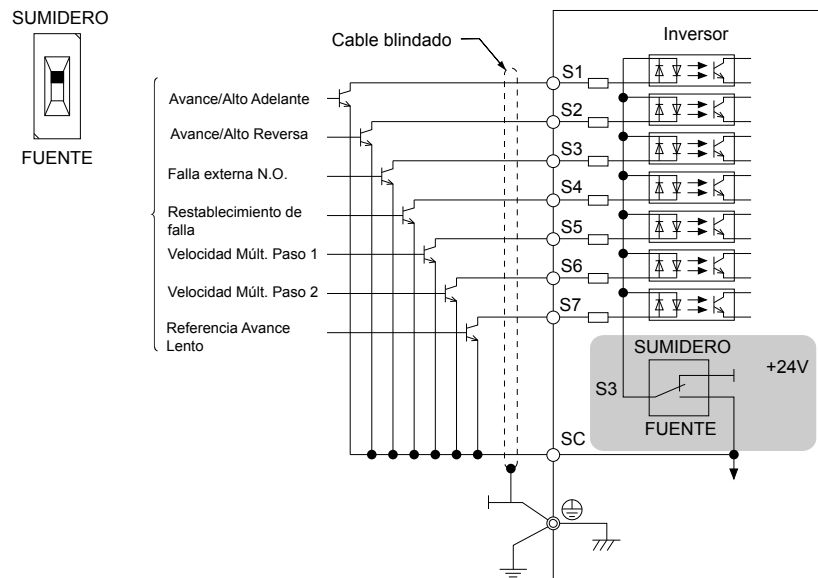 SUMIDERO
FUENTE
Cable blindado
Inversor
Avance/Alto Adelante
Avance/Alto Reversa
Falla externa N.O.
Restablecimiento de
falla
Velocidad Múlt. Paso 1
Velocidad Múlt. Paso 2
Referencia Avance
Lento
S1
S2
S3
S4
S5
S6
S7
SUMIDERO
+24V
S3
FUENTE
SC